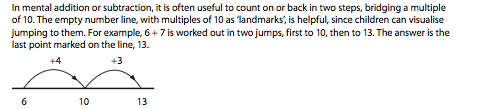 In mental addition or subtraction, it is often useful to count on or back in two steps, bridging a multiple
of 10. The empty number line, with multiples of 10 as ‘landmarks’, is helpful, since children can visualise
jumping to them. For example, 6 + 7 is worked out in two jumps, first to 10, then to 13. The answer is the
last point marked on the line, 13.
+4 +3
6 10 13